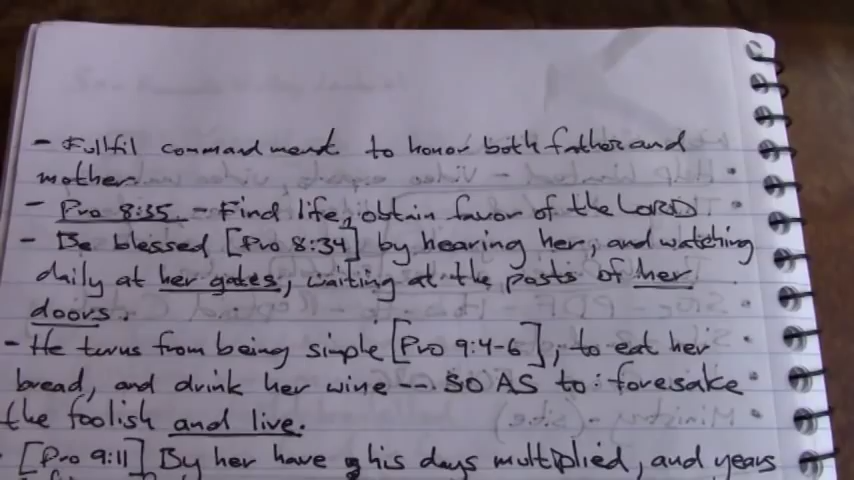 - Fullfil commandment to honor both father and
mother.
- Pro 8:35 - Find life, obtain favor of the LORD.
- Be blessed [Pro 8:34] by hearing her, and watching
daily at her gates, waiting at the posts of her
doors.
- He turns from being simple [Pro 9:4-6], to eat her
bread, and drink her wine -- SO AS to: foresake
the foolish and live.
- [Pro 9:11] By her have his days multiplied, and years